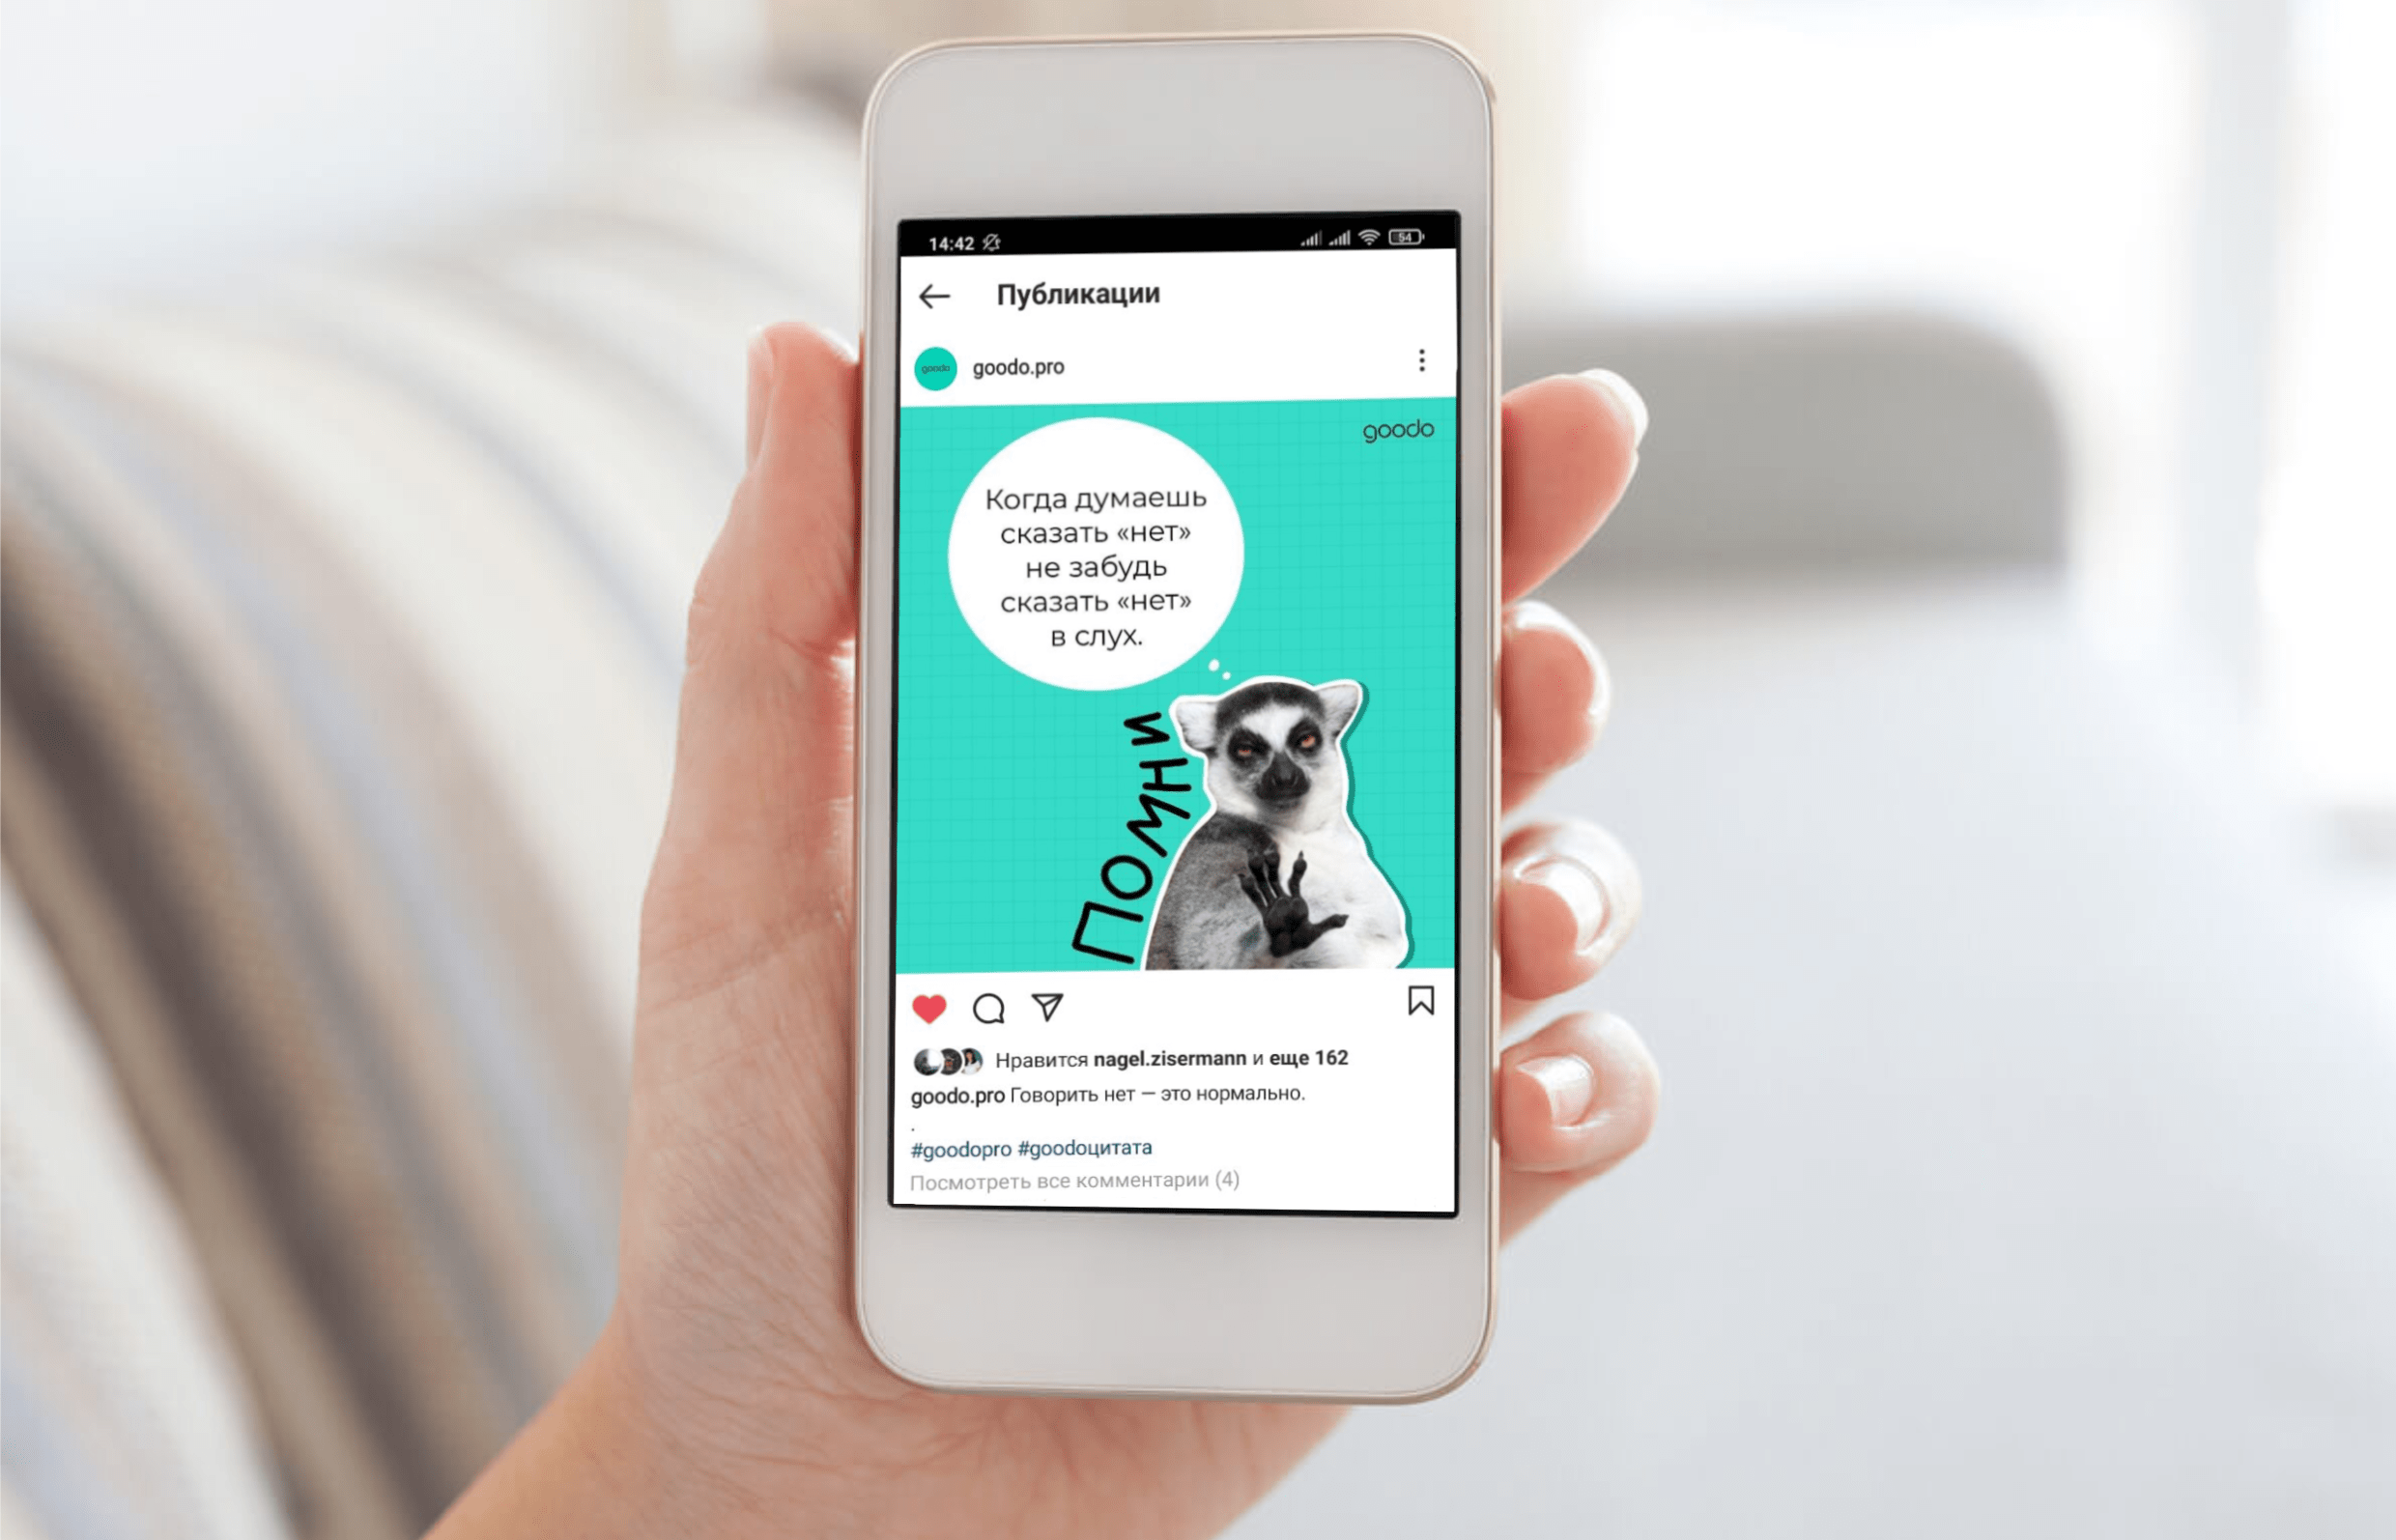 14:42
54
Публикации
goodo
goodo.pro
goodo
Когда думаешь
сказать «нет»
не забудь
сказать «нет»
в слух.
Помни
Нравится nagel.zisermann и еще 162
goodo.pro Говорить нет — это нормально.
.
#goodopro #goodoцитата
Посмотреть все комментарии (4)